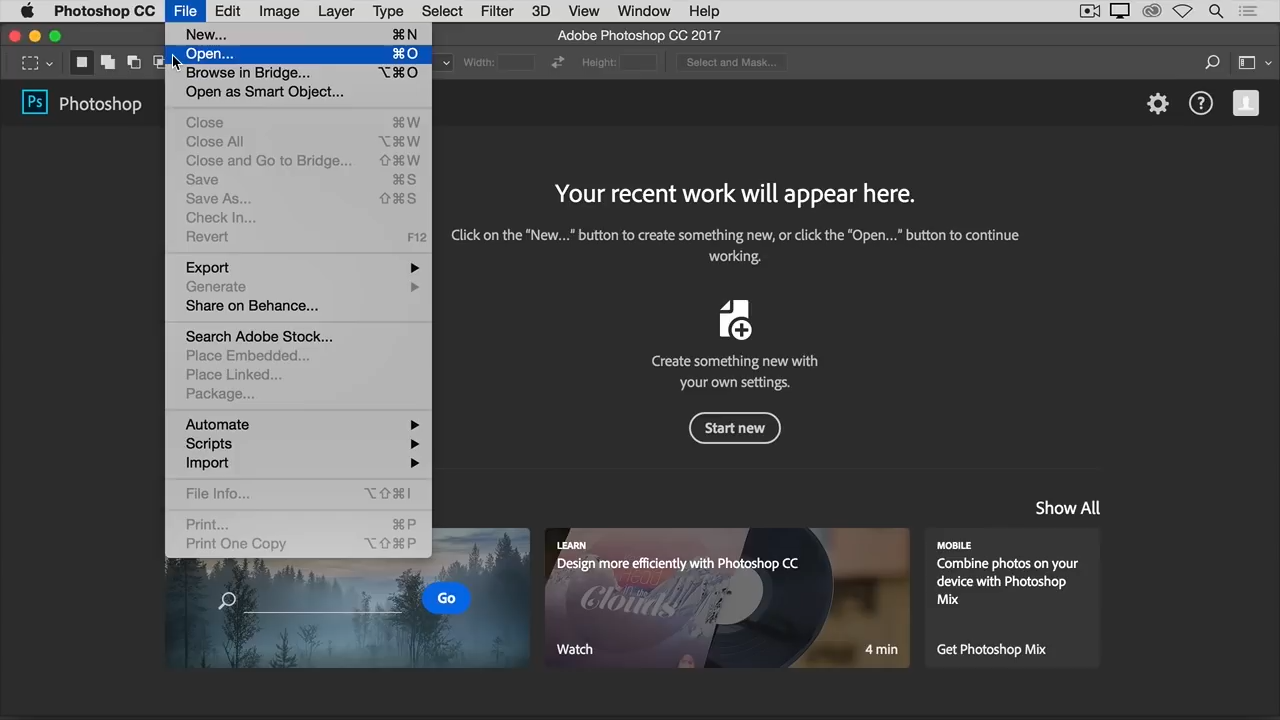 Photoshop CC File Edit Image Layer Type Select Filter 3D View Window Help
Adobe Photoshop CC 2017
New... ⌘N
Open... ⌘O
Browse in Bridge... ⌥⌘O
Open as Smart Object...
Close ⌘W
Close All ⌥⌘W
Close and Go to Bridge... ⇧⌘W
Save ⌘S
Save As... ⇧⌘S
Check In...
Revert F12
Export
Generate
Share on Behance...
Search Adobe Stock...
Place Embedded...
Place Linked...
Package...
Automate
Scripts
Import
File Info... ⌥⇧⌘I
Print... ⌘P
Print One Copy ⌥⇧⌘P
Width: Height: Select and Mask...
Ps Photoshop
?
Your recent work will appear here.
Click on the “New...” button to create something new, or click the “Open...” button to continue
working.
Create something new with
your own settings.
Start new
Show All
Go
LEARN
Design more efficiently with Photoshop CC
Clouds
Watch 4 min
MOBILE
Combine photos on your
device with Photoshop
Mix
Get Photoshop Mix